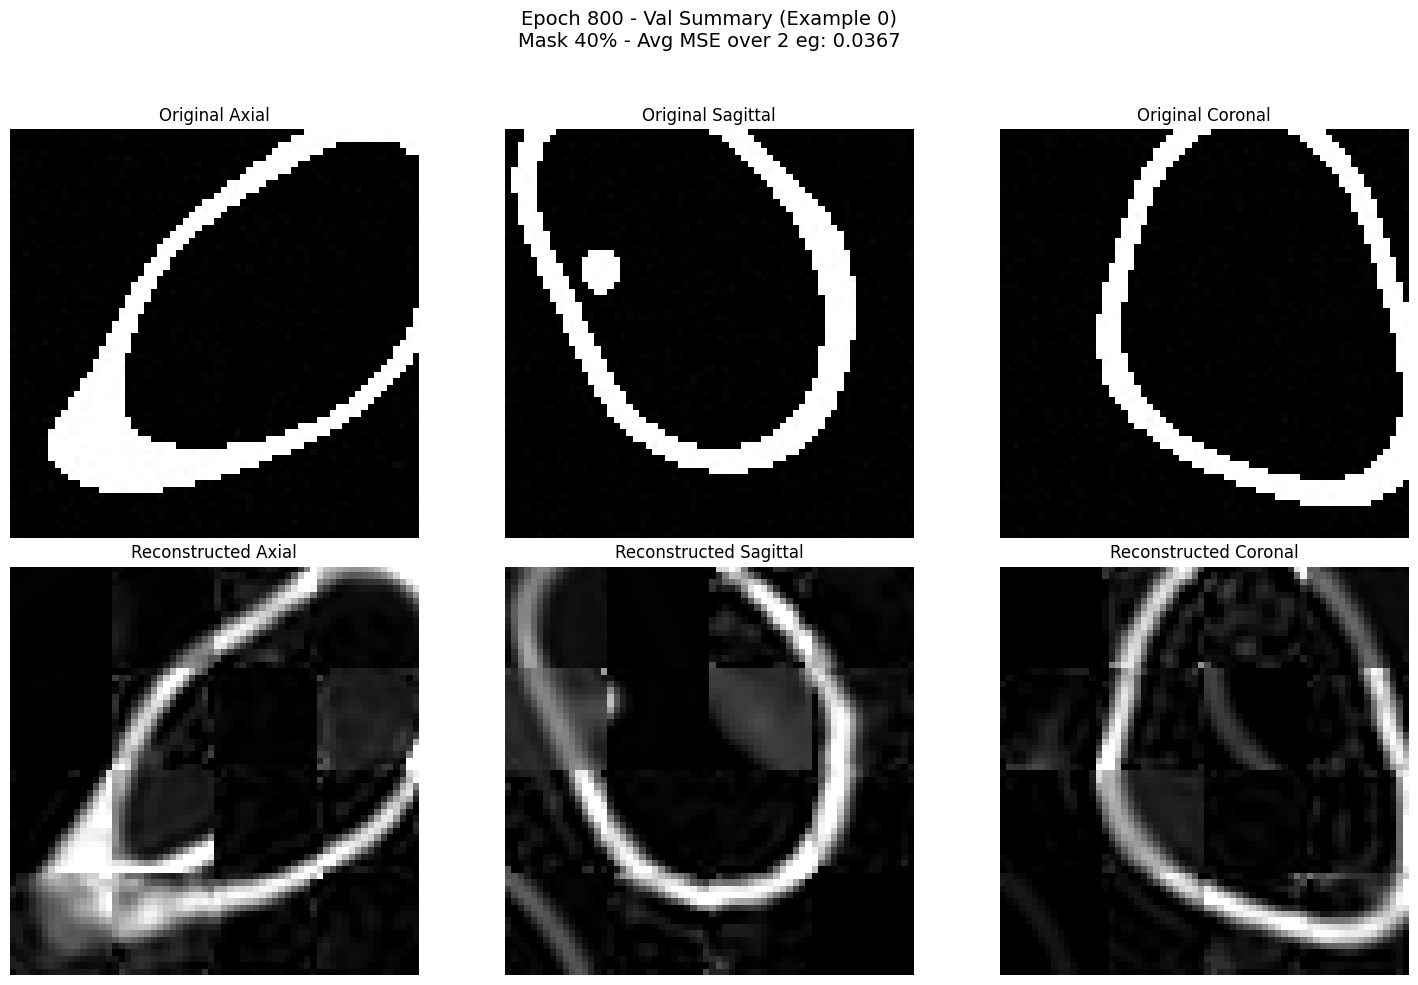 Epoch 800 - Val Summary (Example 0)
Mask 40% - Avg MSE over 2 eg: 0.0367
Original Axial
Original Sagittal
Original Coronal
Reconstructed Axial
Reconstructed Sagittal
Reconstructed Coronal